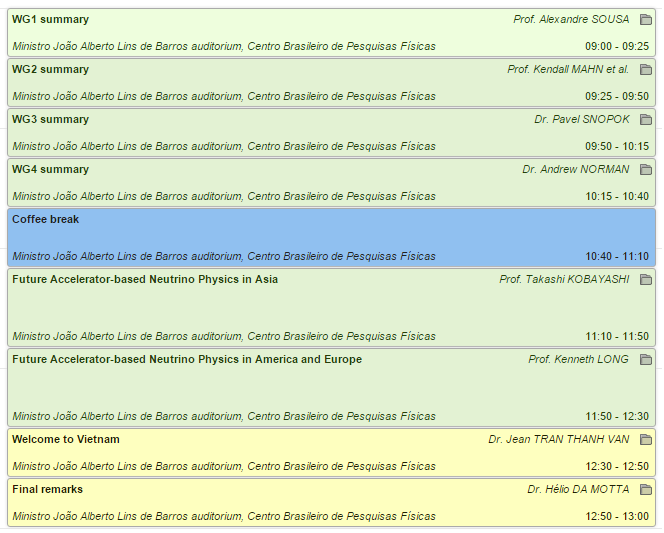 WG1 summary Prof. Alexandre SOUSA
Ministro João Alberto Lins de Barros auditorium, Centro Brasileiro de Pesquisas Físicas 09:00 - 09:25
WG2 summary Prof. Kendall MAHN et al.
Ministro João Alberto Lins de Barros auditorium, Centro Brasileiro de Pesquisas Físicas 09:25 - 09:50
WG3 summary Dr. Pavel SNOPOK
Ministro João Alberto Lins de Barros auditorium, Centro Brasileiro de Pesquisas Físicas 09:50 - 10:15
WG4 summary Dr. Andrew NORMAN
Ministro João Alberto Lins de Barros auditorium, Centro Brasileiro de Pesquisas Físicas 10:15 - 10:40
Coffee break
Ministro João Alberto Lins de Barros auditorium, Centro Brasileiro de Pesquisas Físicas 10:40 - 11:10
Future Accelerator-based Neutrino Physics in Asia Prof. Takashi KOBAYASHI
Ministro João Alberto Lins de Barros auditorium, Centro Brasileiro de Pesquisas Físicas 11:10 - 11:50
Future Accelerator-based Neutrino Physics in America and Europe Prof. Kenneth LONG
Ministro João Alberto Lins de Barros auditorium, Centro Brasileiro de Pesquisas Físicas 11:50 - 12:30
Welcome to Vietnam Dr. Jean TRAN THANH VAN
Ministro João Alberto Lins de Barros auditorium, Centro Brasileiro de Pesquisas Físicas 12:30 - 12:50
Final remarks Dr. Hélio DA MOTTA
Ministro João Alberto Lins de Barros auditorium, Centro Brasileiro de Pesquisas Físicas 12:50 - 13:00